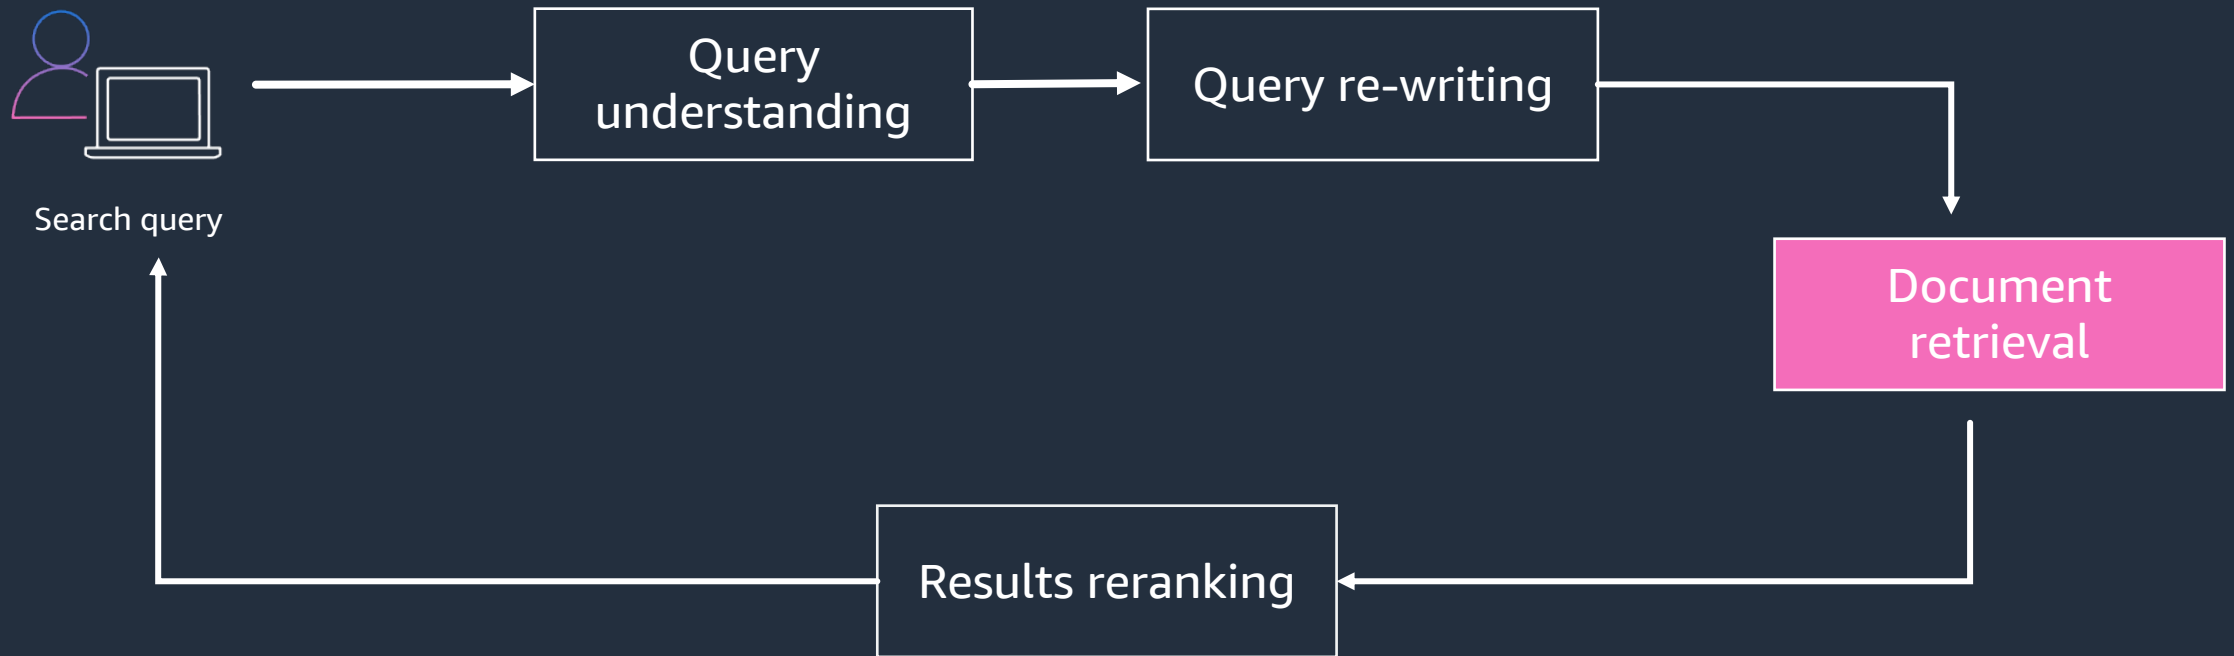 Query
understanding
Query re-writing
Search query
Document
retrieval
Results reranking